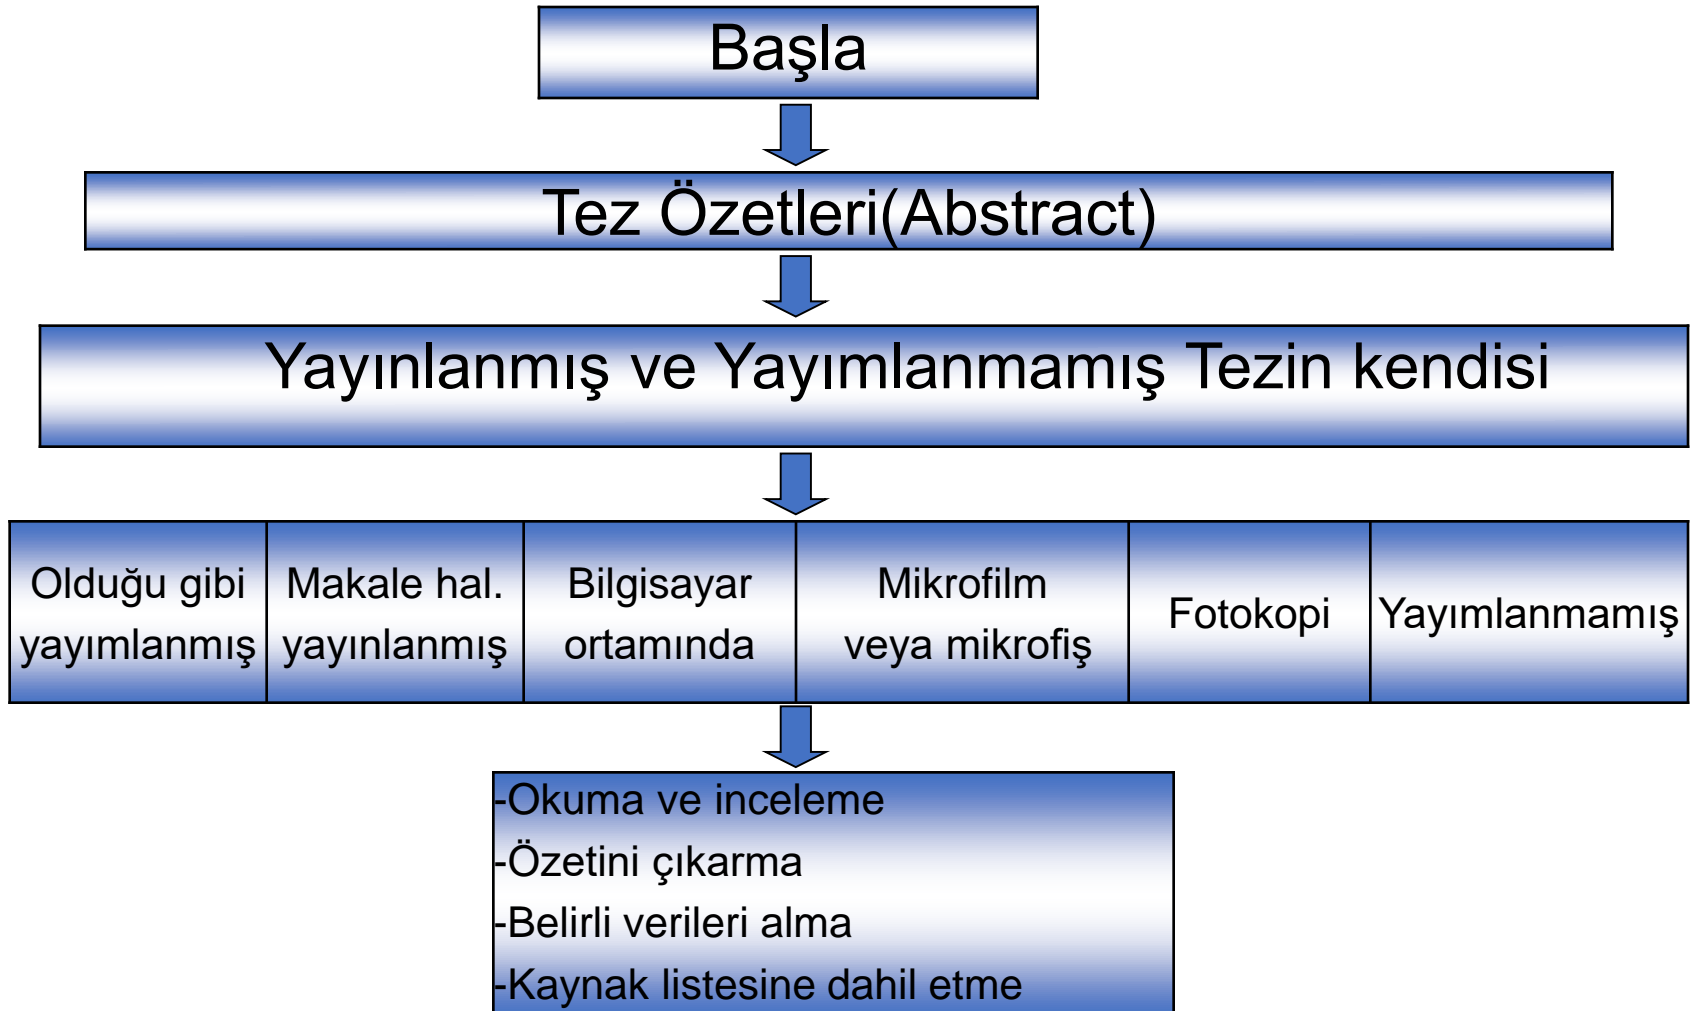 Başla
Tez Özetleri(Abstract)
Yayınlanmış ve Yayımlanmamış Tezin kendisi
Olduğu gibi
yayımlanmış
Makale hal.
yayınlanmış
Bilgisayar
ortamında
Mikrofilm
veya mikrofiş
Fotokopi
Yayımlanmamış
-Okuma ve inceleme
-Özetini çıkarma
-Belirli verileri alma
-Kaynak listesine dahil etme